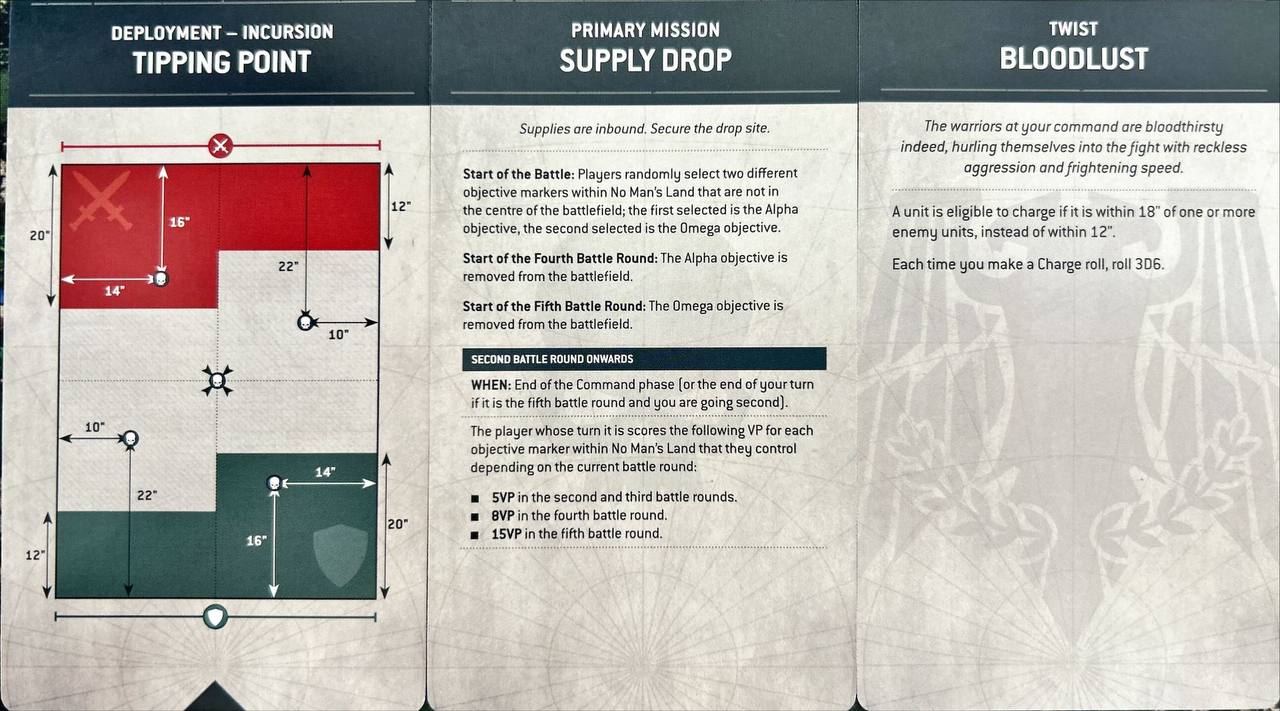 DEPLOYMENT – INCURSION
TIPPING POINT
12"
16"
20"
22"
14"
10"
10"
14"
22"
20"
16"
12"
PRIMARY MISSION
SUPPLY DROP
Supplies are inbound. Secure the drop site.
Start of the Battle: Players randomly select two different
objective markers within No Man's Land that are not in
the centre of the battlefield; the first selected is the Alpha
objective, the second selected is the Omega objective.
Start of the Fourth Battle Round: The Alpha objective is
removed from the battlefield.
Start of the Fifth Battle Round: The Omega objective is
removed from the battlefield.
SECOND BATTLE ROUND ONWARDS
WHEN: End of the Command phase (or the end of your turn
if it is the fifth battle round and you are going second).
The player whose turn it is scores the following VP for each
objective marker within No Man's Land that they control
depending on the current battle round:
■ 5VP in the second and third battle rounds.
■ 8VP in the fourth battle round.
■ 15VP in the fifth battle round.
TWIST
BLOODLUST
The warriors at your command are bloodthirsty
indeed, hurling themselves into the fight with reckless
aggression and frightening speed.
A unit is eligible to charge if it is within 18" of one or more
enemy units, instead of within 12".
Each time you make a Charge roll, roll 3D6.